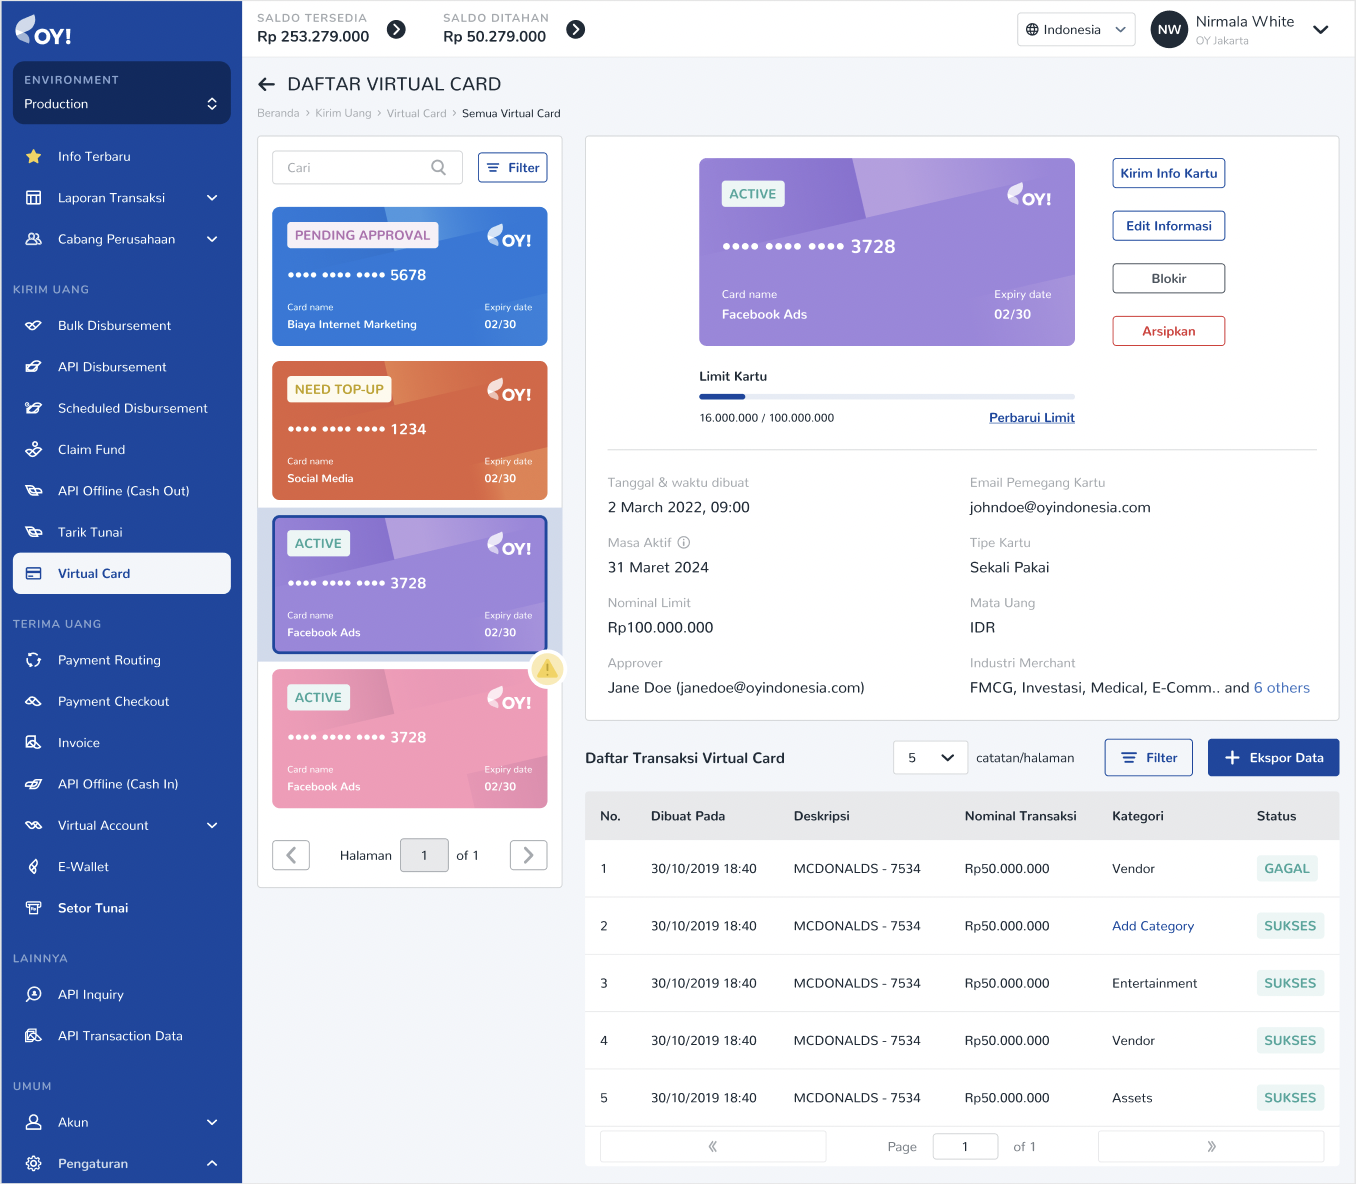 OY!
SALDO TERSEDIA
Rp 253.279.000
SALDO DITAHAN
Rp 50.279.000
Indonesia
NW
Nirmala White
OY Jakarta
ENVIRONMENT
Production
Info Terbaru
Laporan Transaksi
Cabang Perusahaan
KIRIM UANG
Bulk Disbursement
API Disbursement
Scheduled Disbursement
Claim Fund
API Offline (Cash Out)
Tarik Tunai
Virtual Card
TERIMA UANG
Payment Routing
Payment Checkout
Invoice
API Offline (Cash In)
Virtual Account
E-Wallet
Setor Tunai
LAINNYA
API Inquiry
API Transaction Data
UMUM
Akun
Pengaturan
DAFTAR VIRTUAL CARD
Beranda › Kirim Uang › Virtual Card › Semua Virtual Card
Cari
Filter
PENDING APPROVAL
OY!
•••• •••• •••• 5678
Card name Expiry date
Biaya Internet Marketing 02/30
NEED TOP-UP
OY!
•••• •••• •••• 1234
Card name Expiry date
Social Media 02/30
ACTIVE
OY!
•••• •••• •••• 3728
Card name Expiry date
Facebook Ads 02/30
ACTIVE
OY!
•••• •••• •••• 3728
Card name Expiry date
Facebook Ads 02/30
Halaman 1 of 1
ACTIVE
OY!
•••• •••• •••• 3728
Card name Expiry date
Facebook Ads 02/30
Kirim Info Kartu
Edit Informasi
Blokir
Arsipkan
Limit Kartu
16.000.000 / 100.000.000
Perbarui Limit
Tanggal & waktu dibuat
2 March 2022, 09:00
Email Pemegang Kartu
johndoe@oyindonesia.com
Masa Aktif
31 Maret 2024
Tipe Kartu
Sekali Pakai
Nominal Limit
Rp100.000.000
Mata Uang
IDR
Approver
Jane Doe (janedoe@oyindonesia.com)
Industri Merchant
FMCG, Investasi, Medical, E-Comm.. and 6 others
Daftar Transaksi Virtual Card
5
catatan/halaman
Filter
Ekspor Data
No. Dibuat Pada Deskripsi Nominal Transaksi Kategori Status
1 30/10/2019 18:40 MCDONALDS - 7534 Rp50.000.000 Vendor GAGAL
2 30/10/2019 18:40 MCDONALDS - 7534 Rp50.000.000 Add Category SUKSES
3 30/10/2019 18:40 MCDONALDS - 7534 Rp50.000.000 Entertainment SUKSES
4 30/10/2019 18:40 MCDONALDS - 7534 Rp50.000.000 Vendor SUKSES
5 30/10/2019 18:40 MCDONALDS - 7534 Rp50.000.000 Assets SUKSES
« Page 1 of 1 »